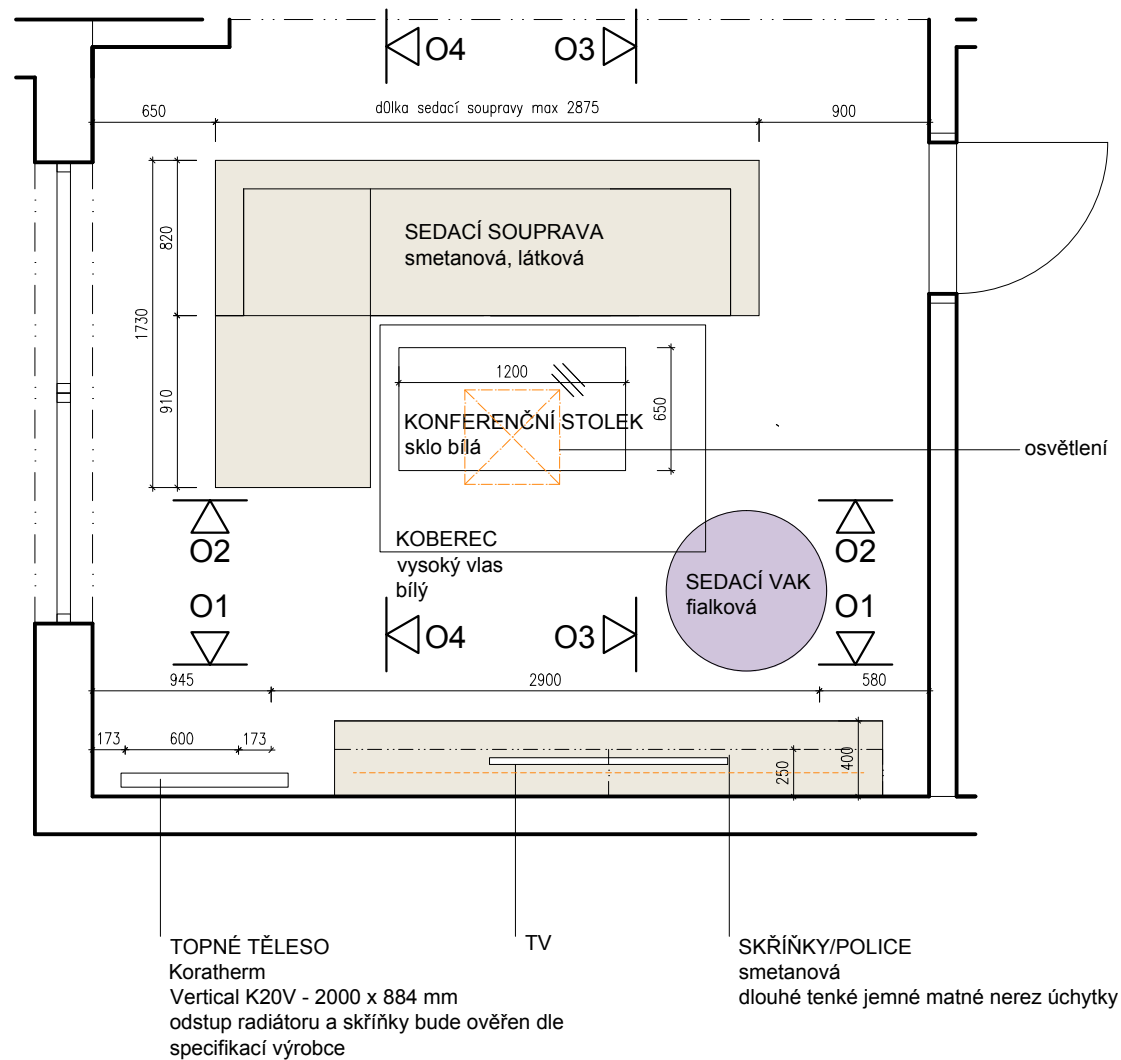 O4
O3
650
d0lka sedací soupravy max 2875
900
SEDACÍ SOUPRAVA
smetanová, látková
820
1730
910
1200
650
KONFERENČNÍ STOLEK
sklo bílá
osvětlení
KOBEREC
vysoký vlas
bílý
O2
O2
SEDACÍ VAK
fialková
O1
O1
O4
O3
945
2900
580
173
600
173
250
400
TOPNÉ TĚLESO
Koratherm
Vertical K20V - 2000 x 884 mm
odstup radiátoru a skříňky bude ověřen dle
specifikací výrobce
TV
SKŘÍŇKY/POLICE
smetanová
dlouhé tenké jemné matné nerez úchytky